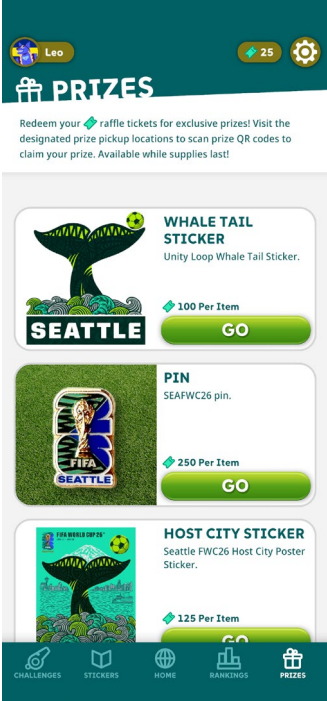 Leo
25
PRIZES
Redeem your raffle tickets for exclusive prizes! Visit the
designated prize pickup locations to scan prize QR codes to
claim your prize. Available while supplies last!
WHALE TAIL
STICKER
Unity Loop Whale Tail Sticker.
100 Per Item
GO
SEATTLE
PIN
SEAFWC26 pin.
250 Per Item
GO
FIFA
SEATTLE
HOST CITY STICKER
Seattle FWC26 Host City Poster
Sticker.
125 Per Item
GO
FIFA WORLD CUP 26™
CHALLENGES
STICKERS
HOME
RANKINGS
PRIZES